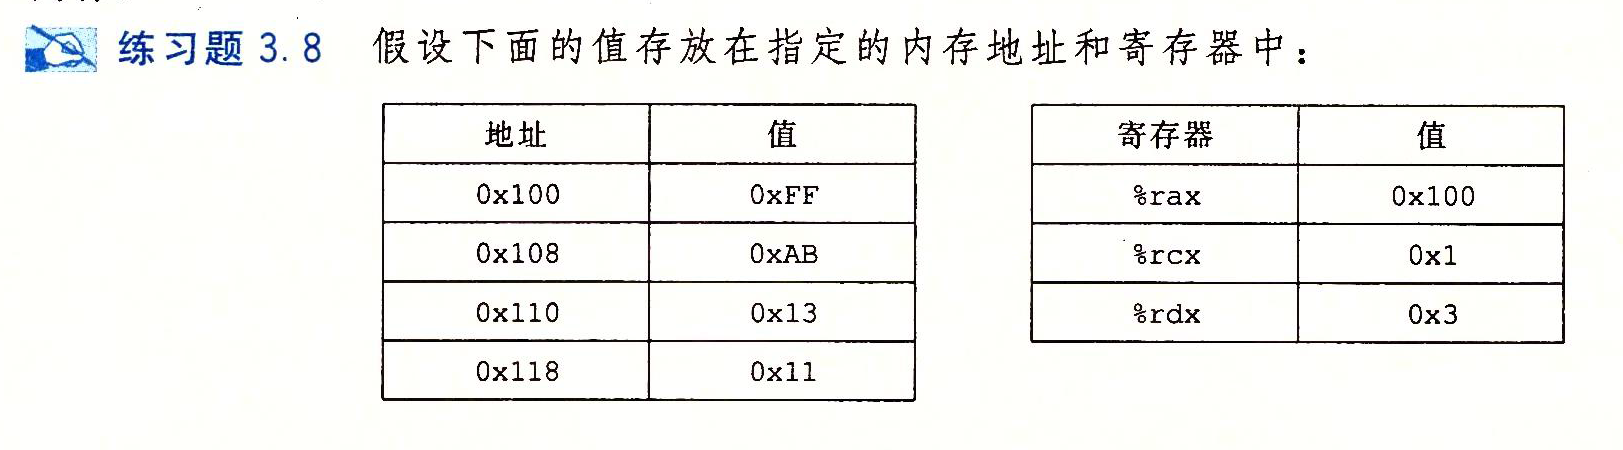 练习题 3.8 假设下面的值存放在指定的内存地址和寄存器中：
地址 值
0x100 0xFF
0x108 0xAB
0x110 0x13
0x118 0x11
寄存器 值
%rax 0x100
%rcx 0x1
%rdx 0x3